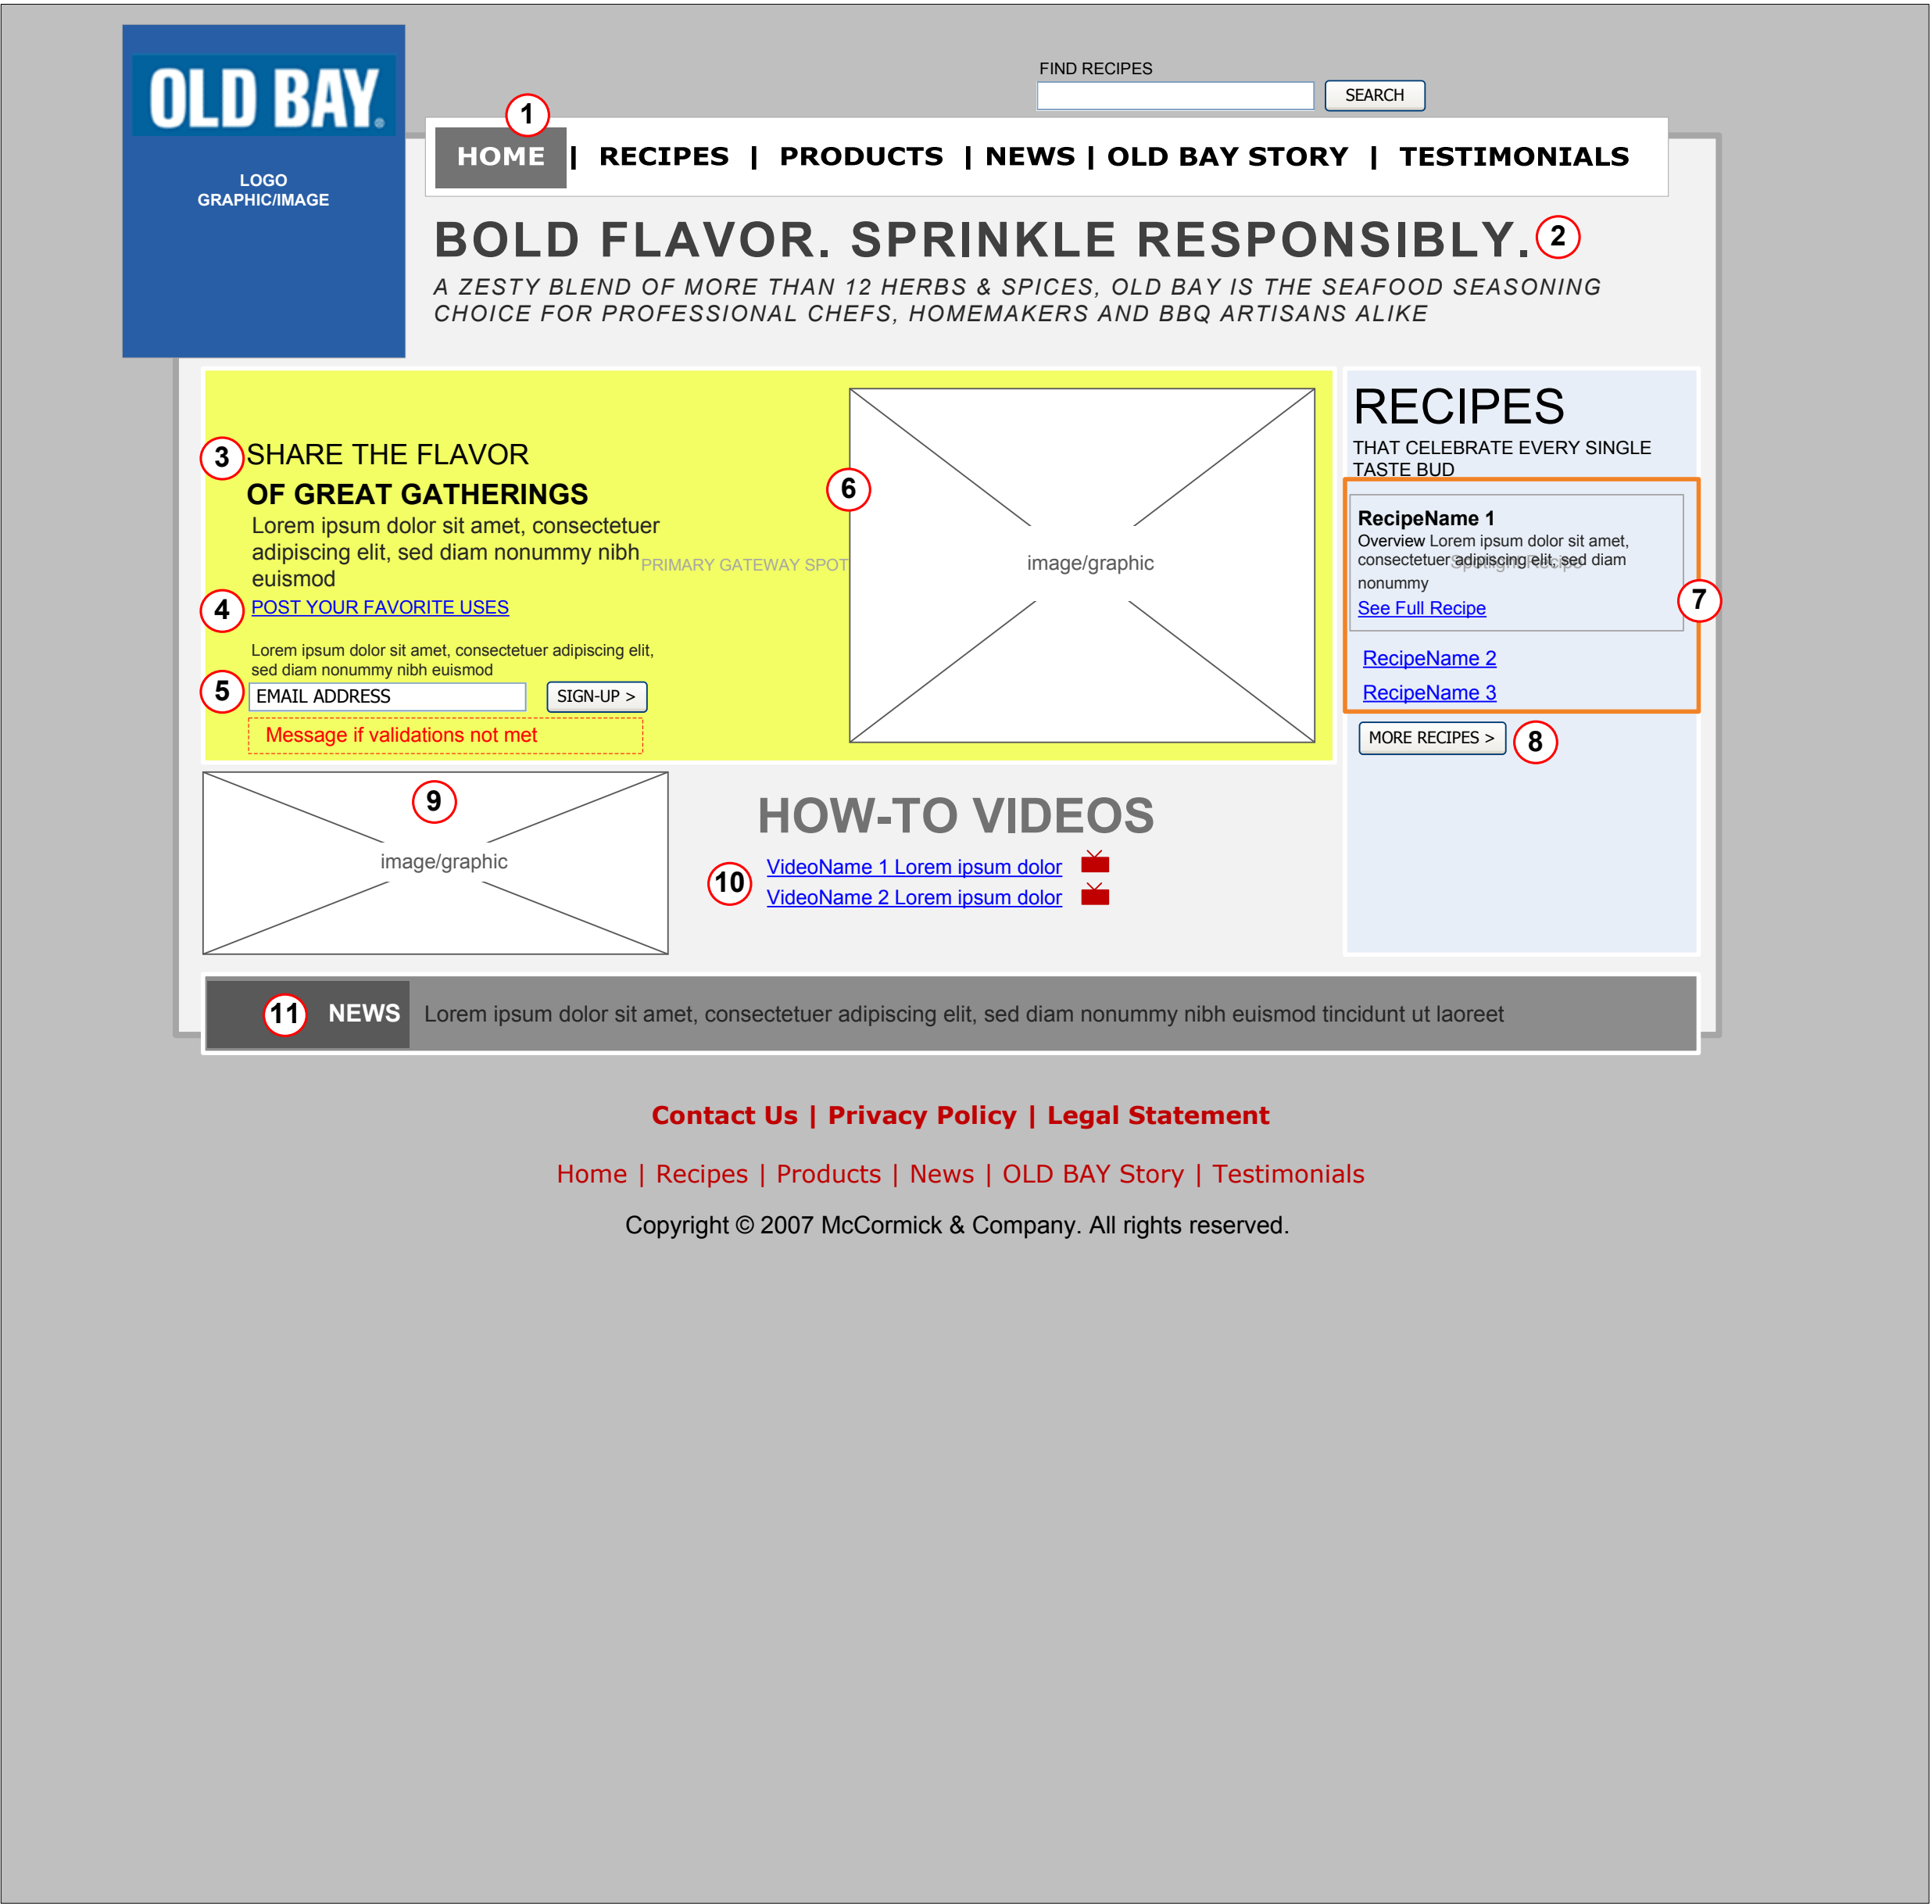 OLD BAY®
LOGO
GRAPHIC/IMAGE
FIND RECIPES
SEARCH
1
HOME | RECIPES | PRODUCTS | NEWS | OLD BAY STORY | TESTIMONIALS
BOLD FLAVOR. SPRINKLE RESPONSIBLY. 2
A ZESTY BLEND OF MORE THAN 12 HERBS & SPICES, OLD BAY IS THE SEAFOOD SEASONING
CHOICE FOR PROFESSIONAL CHEFS, HOMEMAKERS AND BBQ ARTISANS ALIKE
3 SHARE THE FLAVOR
OF GREAT GATHERINGS
Lorem ipsum dolor sit amet, consectetuer
adipiscing elit, sed diam nonummy nibh
euismod
PRIMARY GATEWAY SPOT
4 POST YOUR FAVORITE USES
Lorem ipsum dolor sit amet, consectetuer adipiscing elit,
sed diam nonummy nibh euismod
5 EMAIL ADDRESS SIGN-UP >
Message if validations not met
6
image/graphic
RECIPES
THAT CELEBRATE EVERY SINGLE
TASTE BUD
RecipeName 1
Overview Lorem ipsum dolor sit amet,
consectetuer adipiscing elit, sed diam
nonummy
Spotlight Recipe
See Full Recipe
7
RecipeName 2
RecipeName 3
MORE RECIPES > 8
9
image/graphic
HOW-TO VIDEOS
10
VideoName 1 Lorem ipsum dolor
VideoName 2 Lorem ipsum dolor
11 NEWS Lorem ipsum dolor sit amet, consectetuer adipiscing elit, sed diam nonummy nibh euismod tincidunt ut laoreet
Contact Us | Privacy Policy | Legal Statement
Home | Recipes | Products | News | OLD BAY Story | Testimonials
Copyright © 2007 McCormick & Company. All rights reserved.